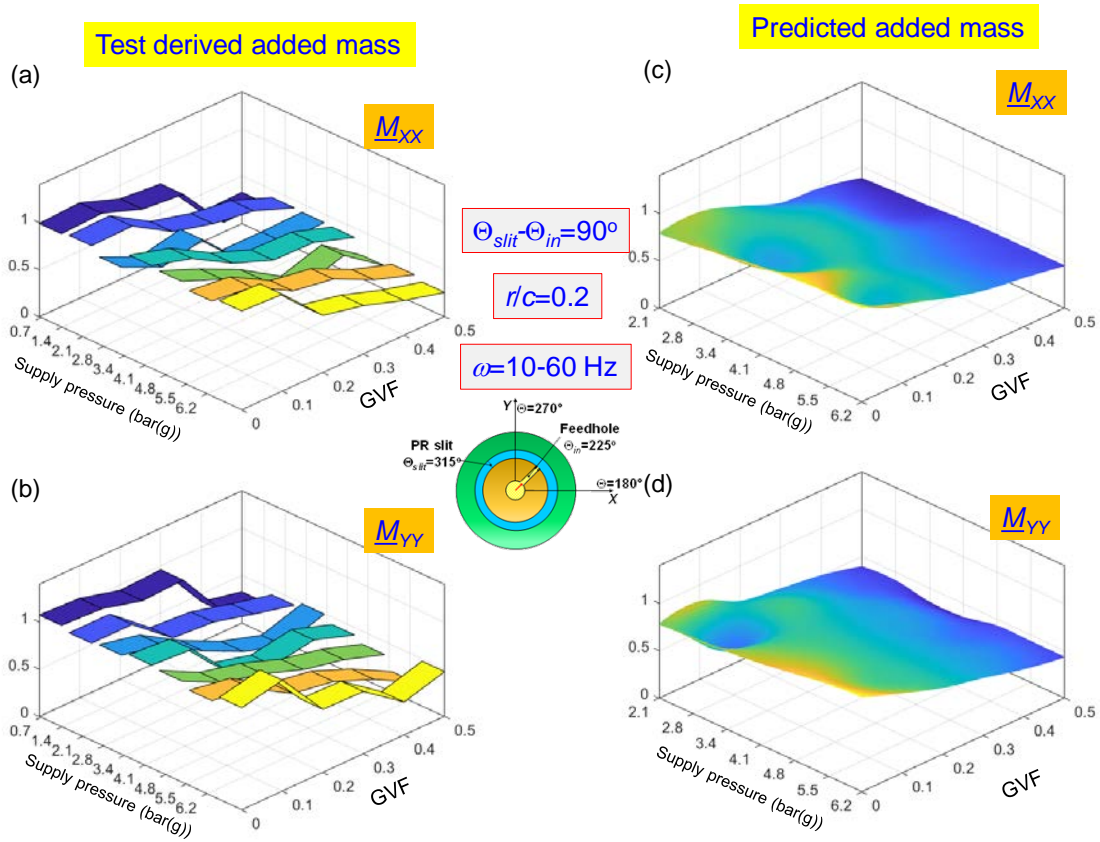 Test derived added mass
Predicted added mass
(a)
M_XX
1
0.5
0
0.7
1.4
2.1
2.8
3.4
4.1
4.8
5.5
6.2
Supply pressure (bar(g))
0
0.1
0.2
0.3
0.4
0.5
GVF
(c)
M_XX
1
0.5
0
2.1
2.8
3.4
4.1
4.8
5.5
6.2
Supply pressure (bar(g))
0
0.1
0.2
0.3
0.4
0.5
GVF
Θslit-Θin=90o
r/c=0.2
ω=10-60 Hz
Y
Θ=270°
PR slit
Θslit=315°
Feedhole
Θin=225°
Θ=180°
X
(b)
M_YY
1
0.5
0
0.7
1.4
2.1
2.8
3.4
4.1
4.8
5.5
6.2
Supply pressure (bar(g))
0
0.1
0.2
0.3
0.4
0.5
GVF
(d)
M_YY
1
0.5
0
2.1
2.8
3.4
4.1
4.8
5.5
6.2
Supply pressure (bar(g))
0
0.1
0.2
0.3
0.4
0.5
GVF